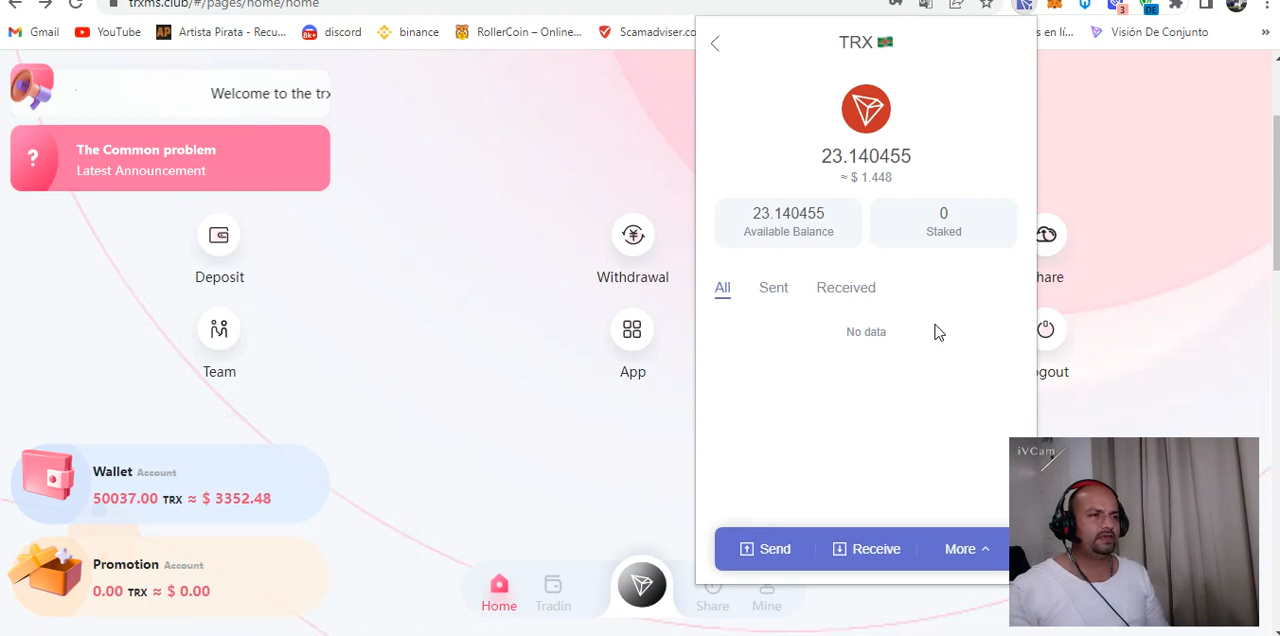 trxms.club/#/pages/home/home
Gmail
YouTube
Artista Pirata - Recu...
discord
binance
RollerCoin – Online...
Scamadviser.co
es en lí...
Visión De Conjunto
»
Welcome to the trx
The Common problem
Latest Announcement
Deposit
Withdrawal
hare
Team
App
ogout
Wallet Account
50037.00 TRX ≈ $ 3352.48
Promotion Account
0.00 TRX ≈ $ 0.00
Home
Tradin
Share
Mine
TRX
23.140455
≈ $ 1.448
23.140455
Available Balance
0
Staked
All
Sent
Received
No data
Send
Receive
More
iVCam